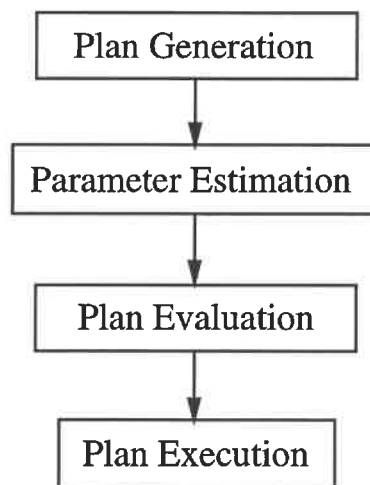 Plan Generation
Parameter Estimation
Plan Evaluation
Plan Execution